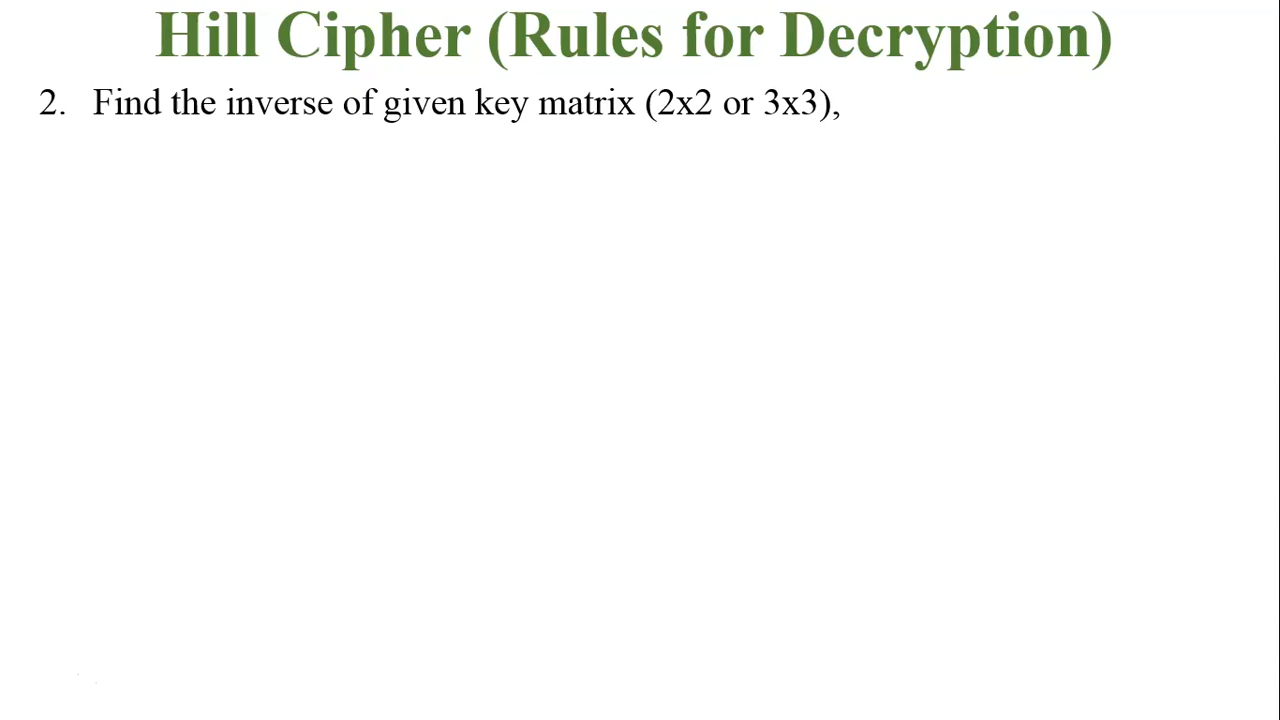 Hill Cipher (Rules for Decryption)
2. Find the inverse of given key matrix (2x2 or 3x3),